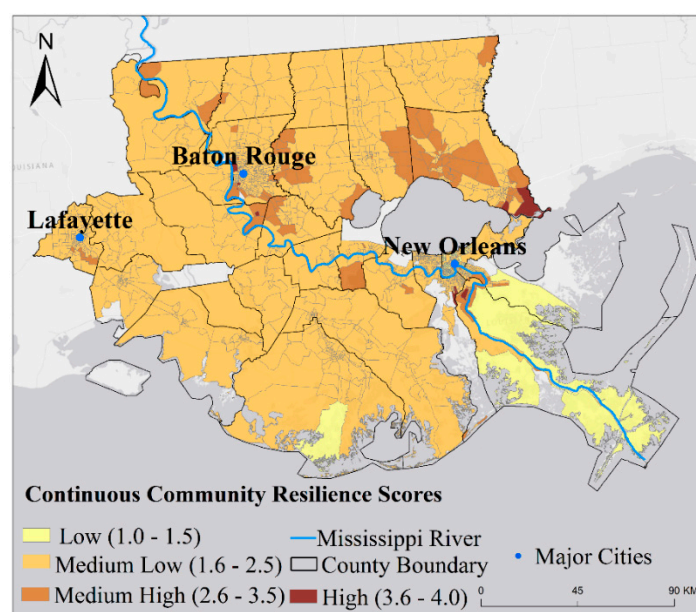 N
UISIANA
Baton Rouge
Lafayette
New Orleans
Continuous Community Resilience Scores
Low (1.0 - 1.5)
Mississippi River
Medium Low (1.6 - 2.5)
County Boundary
Major Cities
Medium High (2.6 - 3.5)
High (3.6 - 4.0)
0 45 90 KM